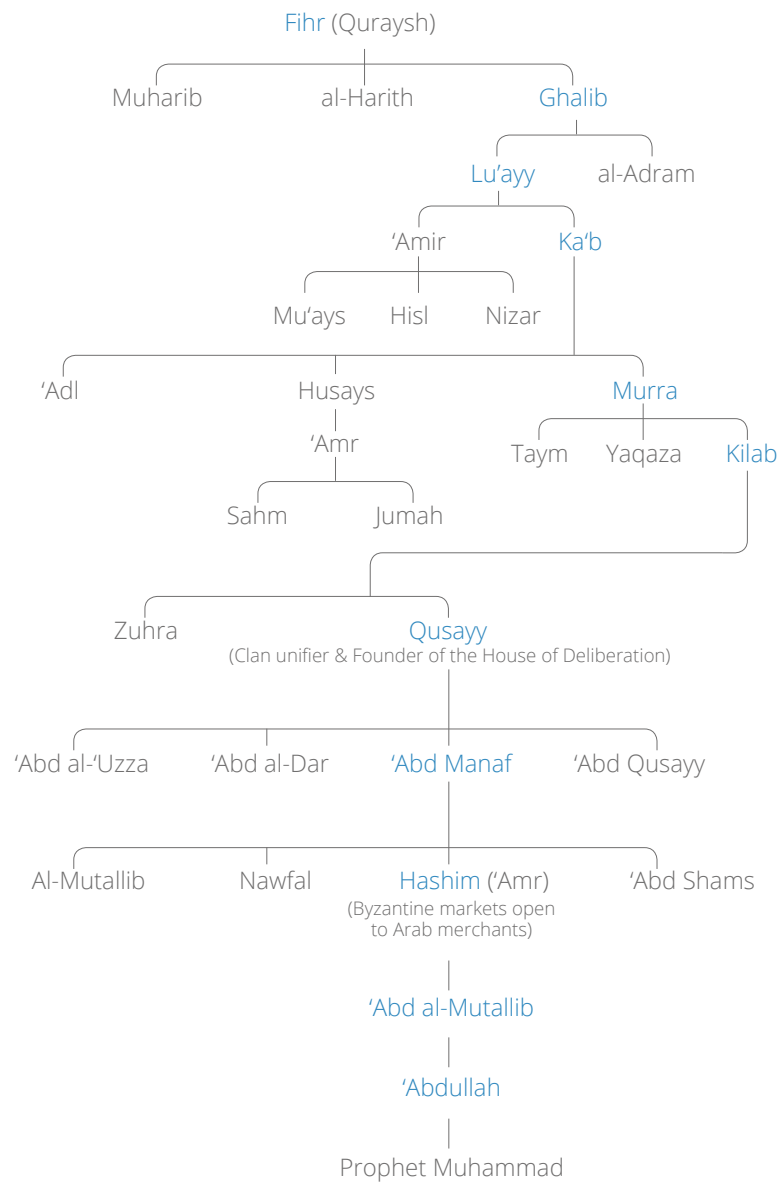 Fihr (Quraysh)
Muharib al-Harith Ghalib
Lu’ayy al-Adram
‘Amir Ka‘b
Mu‘ays Hisl Nizar
‘Adl Husays Murra
‘Amr
Taym Yaqaza Kilab
Sahm Jumah
Zuhra Qusayy
(Clan unifier & Founder of the House of Deliberation)
‘Abd al-‘Uzza ‘Abd al-Dar ‘Abd Manaf ‘Abd Qusayy
Al-Mutallib Nawfal Hashim (‘Amr) ‘Abd Shams
(Byzantine markets open
to Arab merchants)
‘Abd al-Mutallib
‘Abdullah
Prophet Muhammad